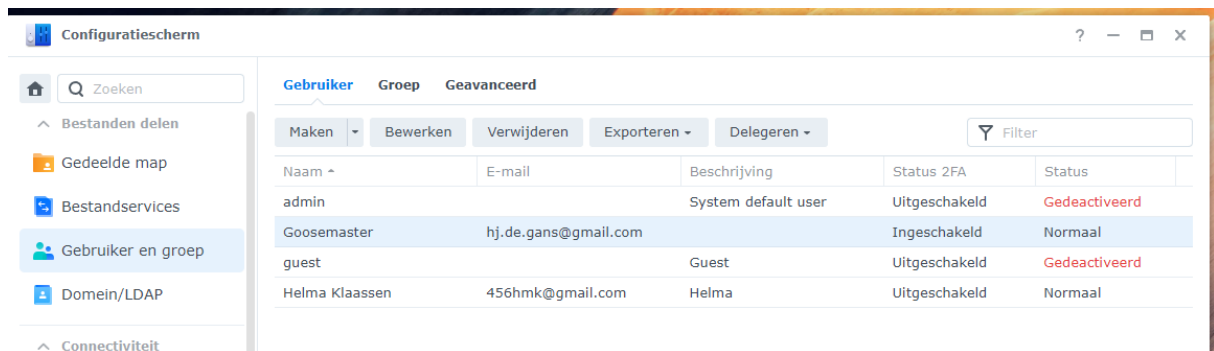 Configuratiescherm
?
Zoeken
Bestanden delen
Gedeelde map
Bestandservices
Gebruiker en groep
Domein/LDAP
Connectiviteit
Gebruiker Groep Geavanceerd
Maken Bewerken Verwijderen Exporteren Delegeren Filter
Naam E-mail Beschrijving Status 2FA Status
admin System default user Uitgeschakeld Gedeactiveerd
Goosemaster hj.de.gans@gmail.com Ingeschakeld Normaal
guest Guest Uitgeschakeld Gedeactiveerd
Helma Klaassen 456hmk@gmail.com Helma Uitgeschakeld Normaal